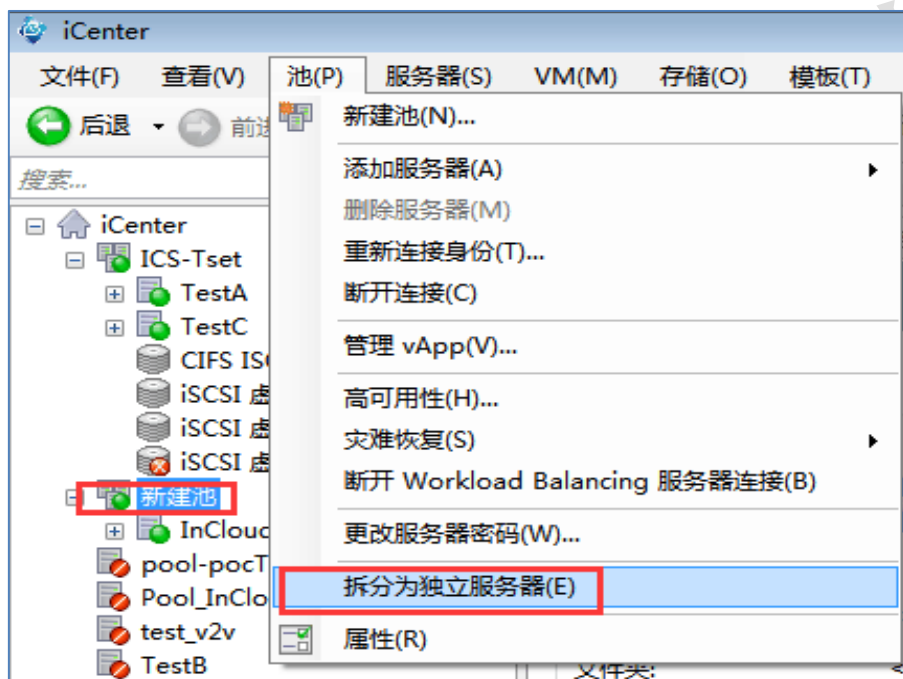 iCenter
文件(F) 查看(V) 池(P) 服务器(S) VM(M) 存储(O) 模板(T)
后退
新建池(N)...
搜索...
添加服务器(A)
删除服务器(M)
iCenter
重新连接身份(T)...
ICS-Tset
断开连接(C)
TestA
TestC
管理 vApp(V)...
CIFS
iSCSI
高可用性(H)...
iSCSI
灾难恢复(S)
iSCSI
断开 Workload Balancing 服务器连接(B)
新建池
InClouc
更改服务器密码(W)...
pool-pocT
拆分为独立服务器(E)
Pool_InClo
test_v2v
属性(R)
TestB
文件夹: